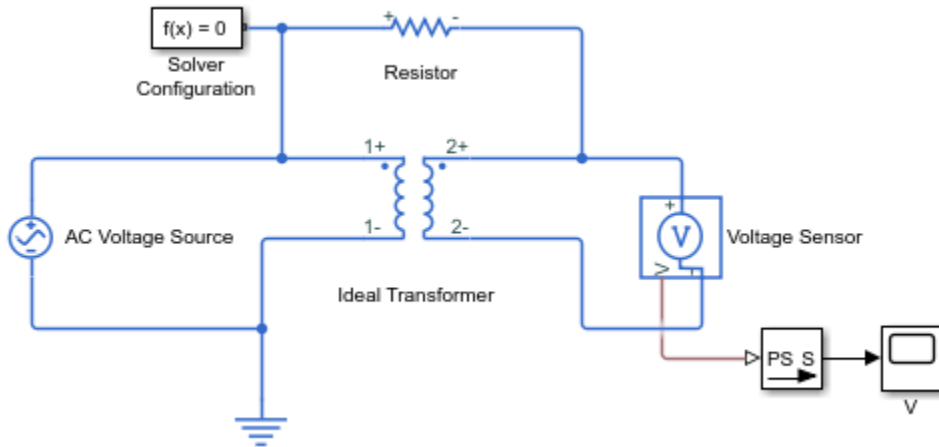 f(x) = 0
Solver
Configuration
+ -
Resistor
1+ 2+
AC Voltage Source
+
V
V
-
Voltage Sensor
1- 2-
Ideal Transformer
PS S
V